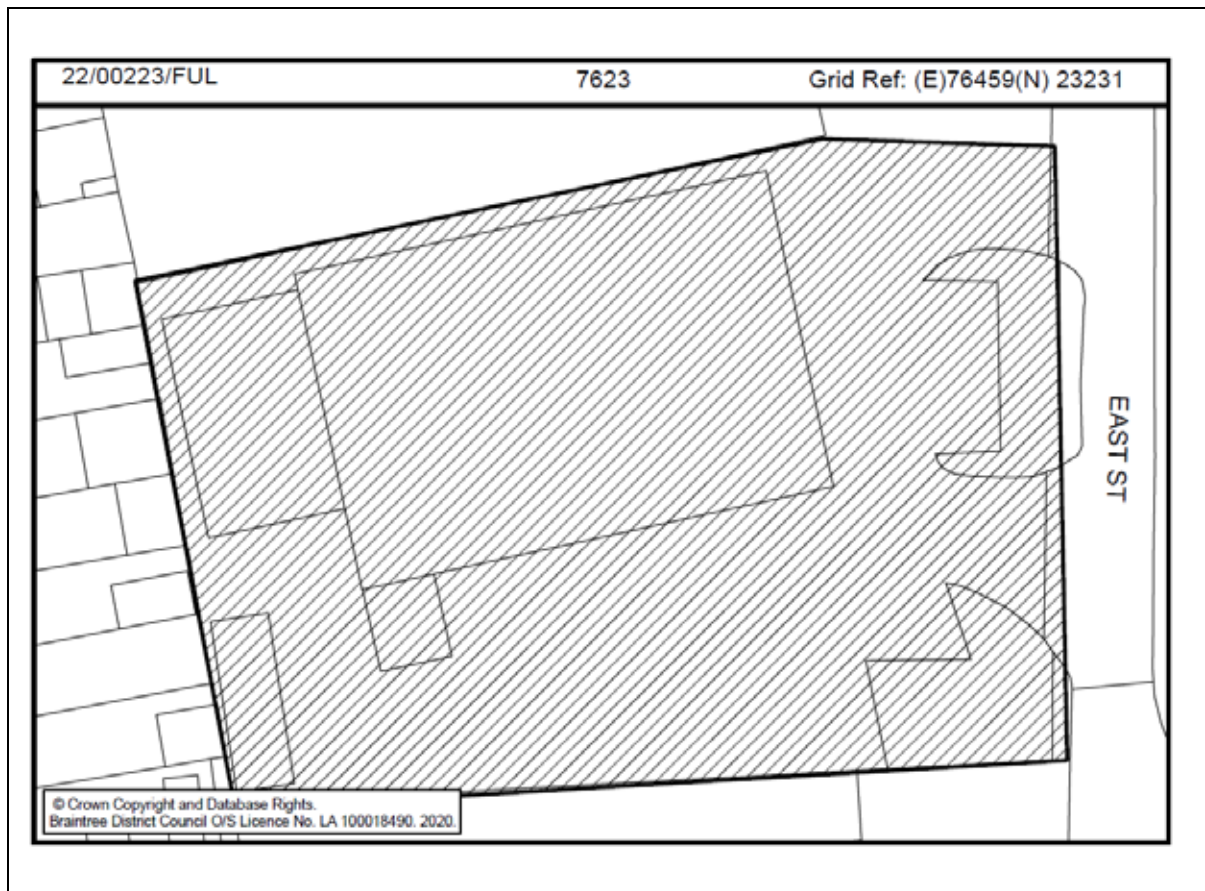 22/00223/FUL 7623 Grid Ref: (E)76459(N) 23231
EAST ST
© Crown Copyright and Database Rights.
Braintree District Council O/S Licence No. LA 100018490. 2020.